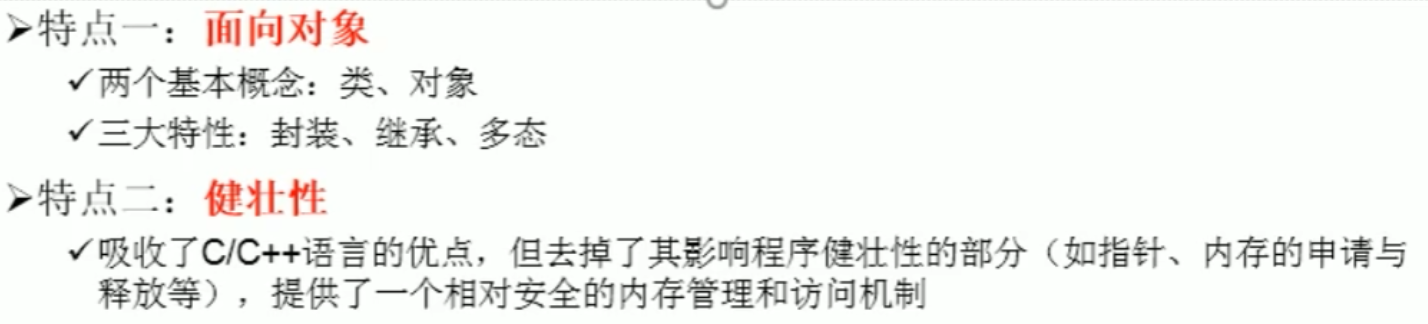 ➢特点一：面向对象
✓两个基本概念：类、对象
✓三大特性：封装、继承、多态
➢特点二：健壮性
✓吸收了C/C++语言的优点，但去掉了其影响程序健壮性的部分（如指针、内存的申请与
释放等），提供了一个相对安全的内存管理和访问机制